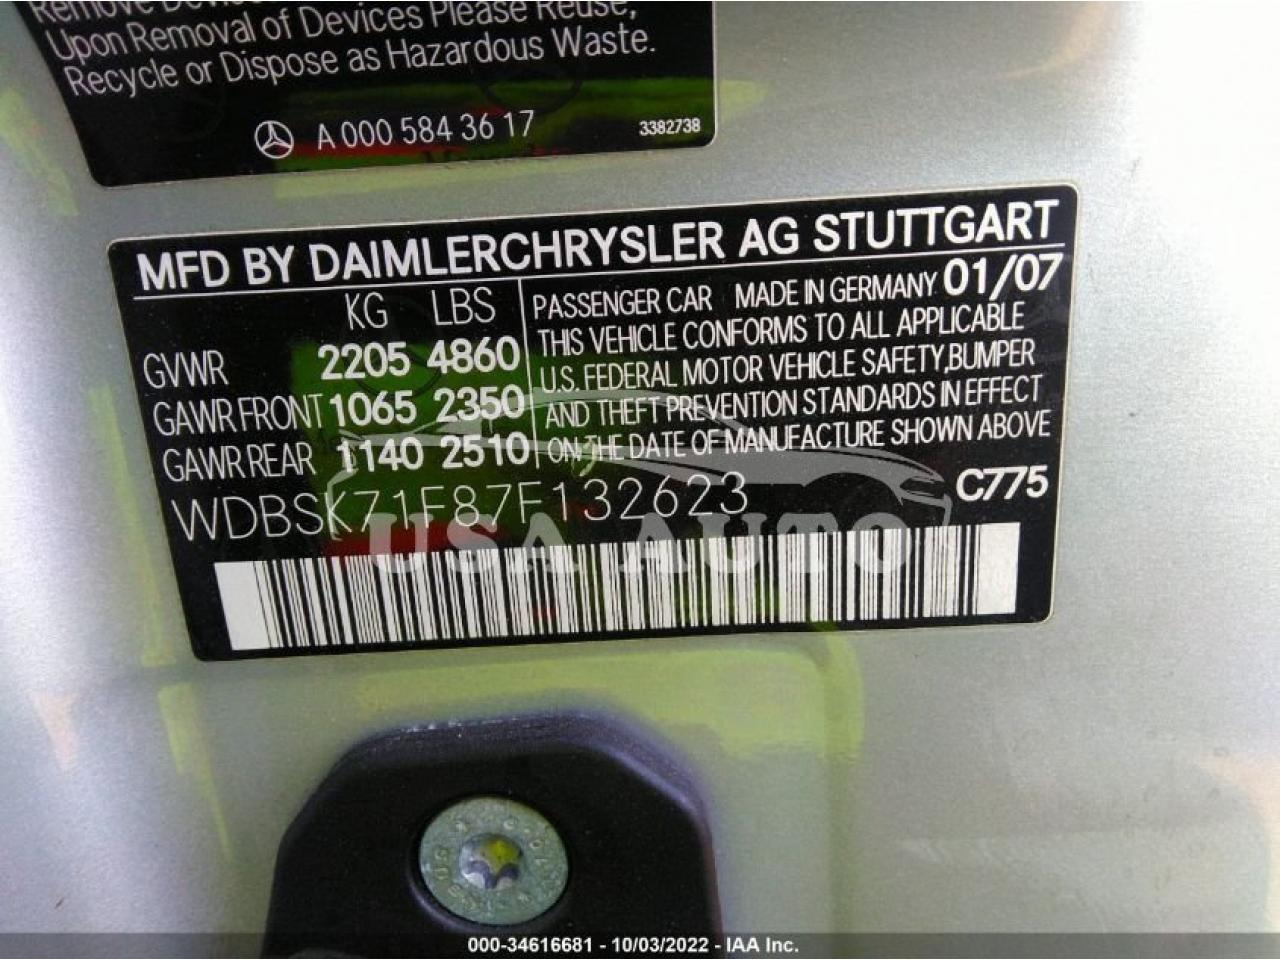 Upon Removal of Devices Please Reuse,
Recycle or Dispose as Hazardous Waste.
A 000 584 36 17
3382738
MFD BY DAIMLERCHRYSLER AG STUTTGART
KG LBS
GVWR 2205 4860
GAWR FRONT 1065 2350
GAWR REAR 1140 2510
PASSENGER CAR MADE IN GERMANY 01/07
THIS VEHICLE CONFORMS TO ALL APPLICABLE
U.S. FEDERAL MOTOR VEHICLE SAFETY,BUMPER
AND THEFT PREVENTION STANDARDS IN EFFECT
ON THE DATE OF MANUFACTURE SHOWN ABOVE
WDBSK71F87F132623
C775
USA AUTO
000-34616681 - 10/03/2022 - IAA Inc.